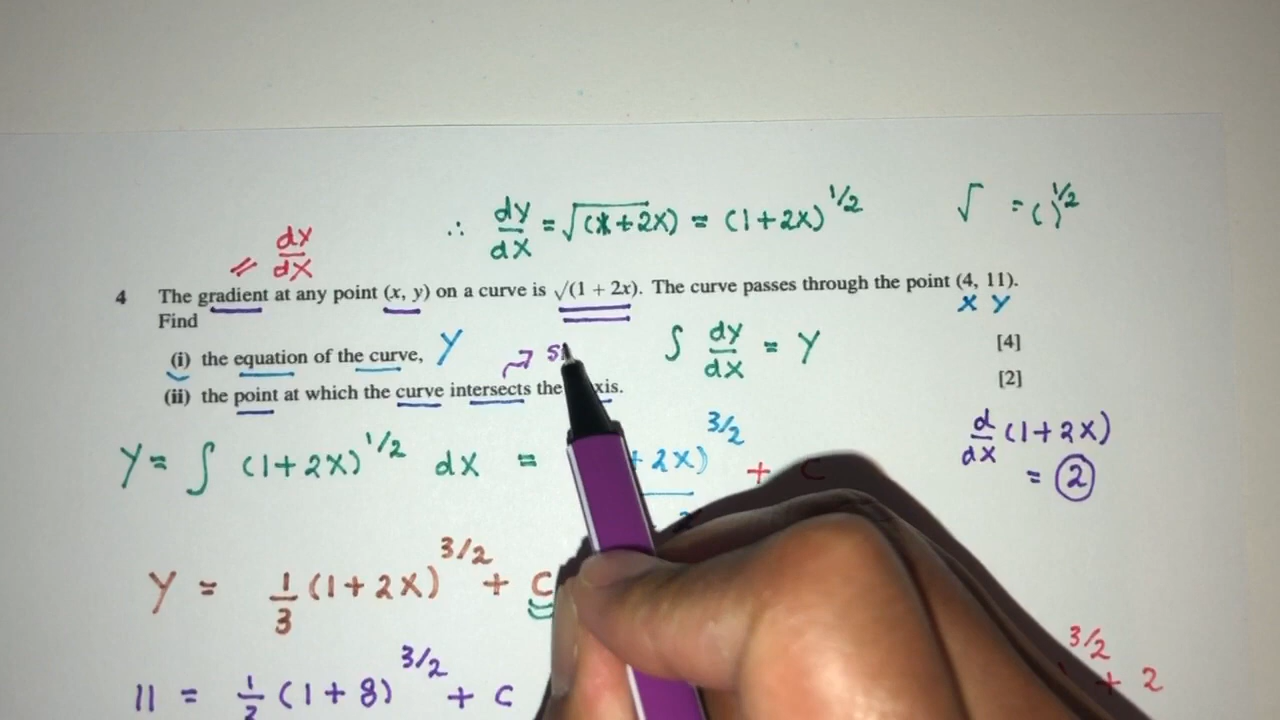 ∴ dy/dx = √(1+2x) = (1+2x)^1/2 √ = ( )^1/2
// dy/dx
4 The gradient at any point (x, y) on a curve is √(1 + 2x). The curve passes through the point (4, 11).
x y
Find
(i) the equation of the curve, y [4]
∫ dy/dx = y
(ii) the point at which the curve intersects the [2]
y = ∫ (1+2x)^1/2 dx = + 2x)^3/2 + C
d/dx (1+2x)
= 2
y = 1/3 (1+2x)^3/2 + C
3/2 + 2
11 = (1+8)^3/2 + C